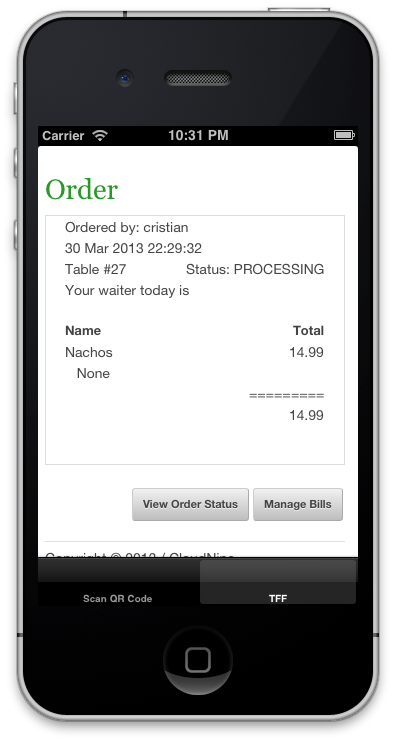 Carrier 10:31 PM
Order
Ordered by: cristian
30 Mar 2013 22:29:32
Table #27 Status: PROCESSING
Your waiter today is
Name Total
Nachos 14.99
None
=========
14.99
View Order Status Manage Bills
Copyright © 2013 / CloudNine
Scan QR Code TFF